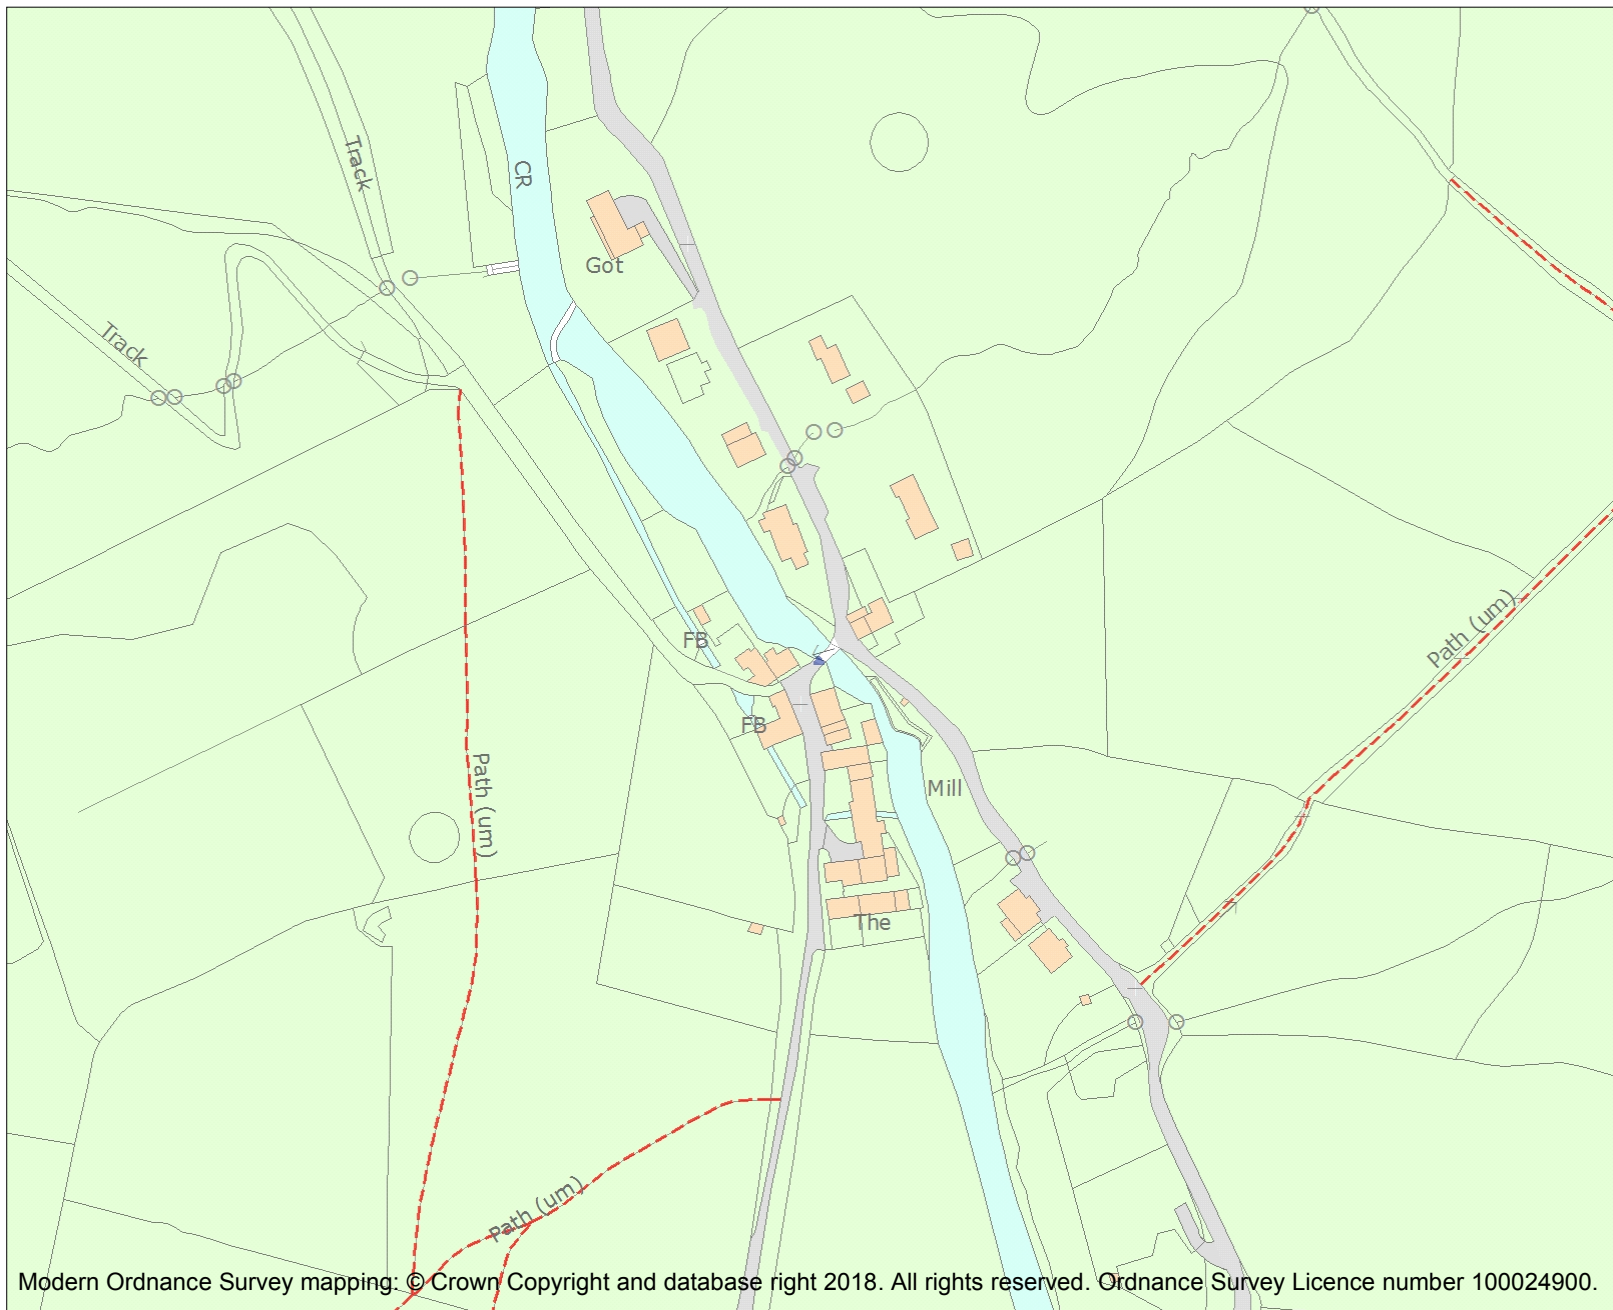 Track
CR
Got
Track
FB
Path (um)
FB
Path (um)
Mill
The
Path (um)
Modern Ordnance Survey mapping: © Crown Copyright and database right 2018. All rights reserved. Ordnance Survey Licence number 100024900.